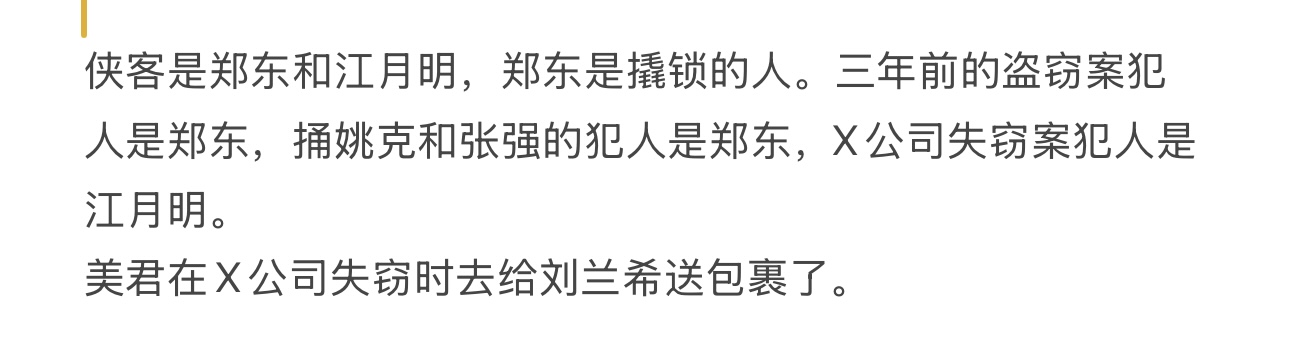 侠客是郑东和江月明，郑东是撬锁的人。三年前的盗窃案犯
人是郑东，捅姚克和张强的犯人是郑东，X公司失窃案犯人是
江月明。
美君在X公司失窃时去给刘兰希送包裹了。